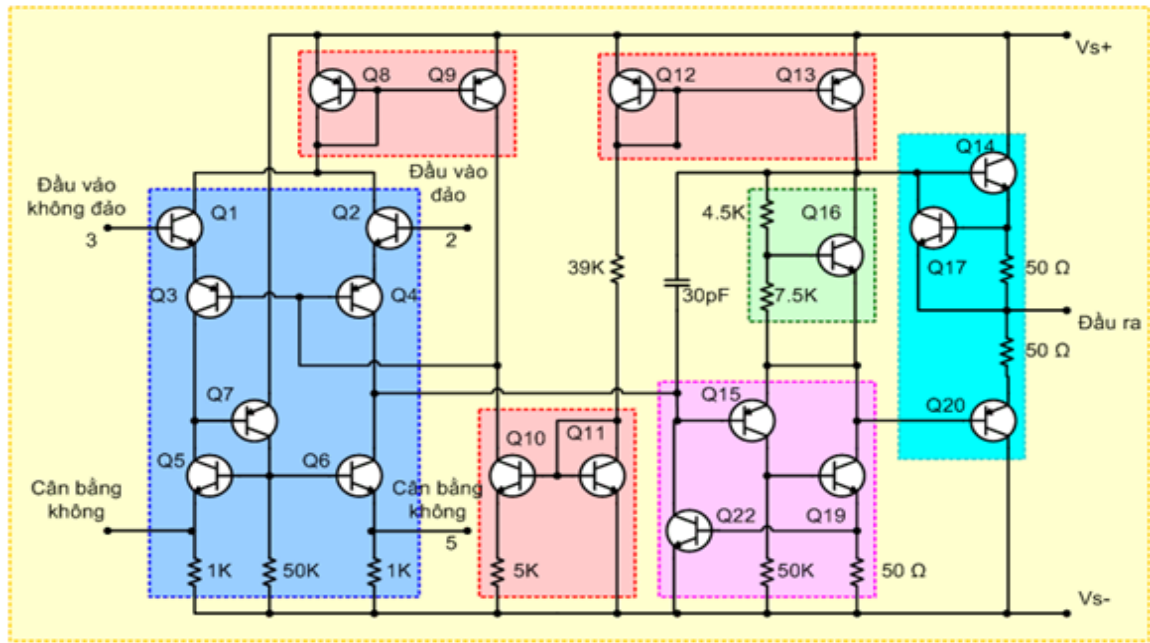 Vs+
Q8
Q9
Q12
Q13
Q14
Đầu vảo
không đảo
3
Q1
Q2
Đầu vào
đảo
2
4.5K
Q16
Q17
50 Ω
Q3
Q4
39K
30pF
7.5K
Đầu ra
50 Ω
Q7
Q15
Q20
Q5
Q6
Q10
Q11
Cân bằng
không
Cân bằng
không
5
Q22
Q19
1K
50K
1K
5K
50K
50 Ω
Vs-